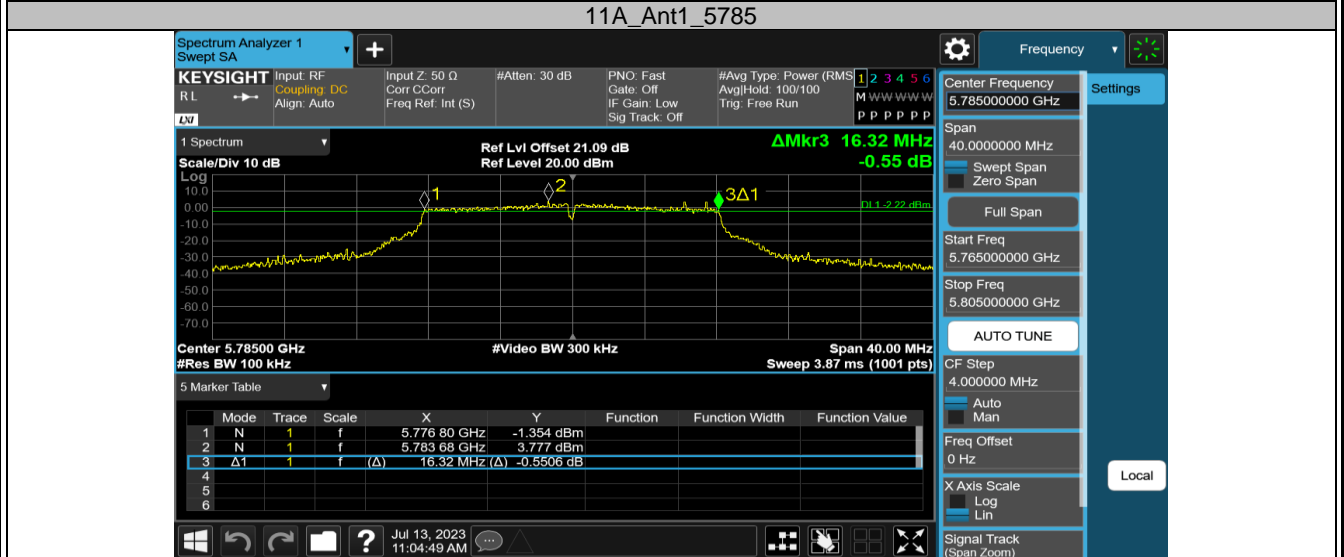 11A_Ant1_5785
Spectrum Analyzer 1
Swept SA
Frequency
KEYSIGHT
RL
LXI
Input: RF
Coupling: DC
Align: Auto
Input Z: 50 Ω
Corr CCorr
Freq Ref: Int (S)
#Atten: 30 dB
PNO: Fast
Gate: Off
IF Gain: Low
Sig Track: Off
#Avg Type: Power (RMS
Avg|Hold: 100/100
Trig: Free Run
1 2 3 4 5 6
M W W W W W
P P P P P P
1 Spectrum
Scale/Div 10 dB
Ref Lvl Offset 21.09 dB
Ref Level 20.00 dBm
ΔMkr3 16.32 MHz
-0.55 dB
Log
10.0
0.00
-10.0
-20.0
-30.0
-40.0
-50.0
-60.0
-70.0
1
2
3Δ1
DL1 -2.22 dBm
Center 5.78500 GHz
#Video BW 300 kHz
Span 40.00 MHz
#Res BW 100 kHz
Sweep 3.87 ms (1001 pts)
5 Marker Table
Mode Trace Scale X Y Function Function Width Function Value
1 N 1 f 5.776 80 GHz -1.354 dBm
2 N 1 f 5.783 68 GHz 3.777 dBm
3 Δ1 1 f (Δ) 16.32 MHz (Δ) -0.5506 dB
4
5
6
Jul 13, 2023
11:04:49 AM
Center Frequency
5.785000000 GHz
Settings
Span
40.0000000 MHz
Swept Span
Zero Span
Full Span
Start Freq
5.765000000 GHz
Stop Freq
5.805000000 GHz
AUTO TUNE
CF Step
4.000000 MHz
Auto
Man
Freq Offset
0 Hz
X Axis Scale
Log
Lin
Local
Signal Track
(Span Zoom)